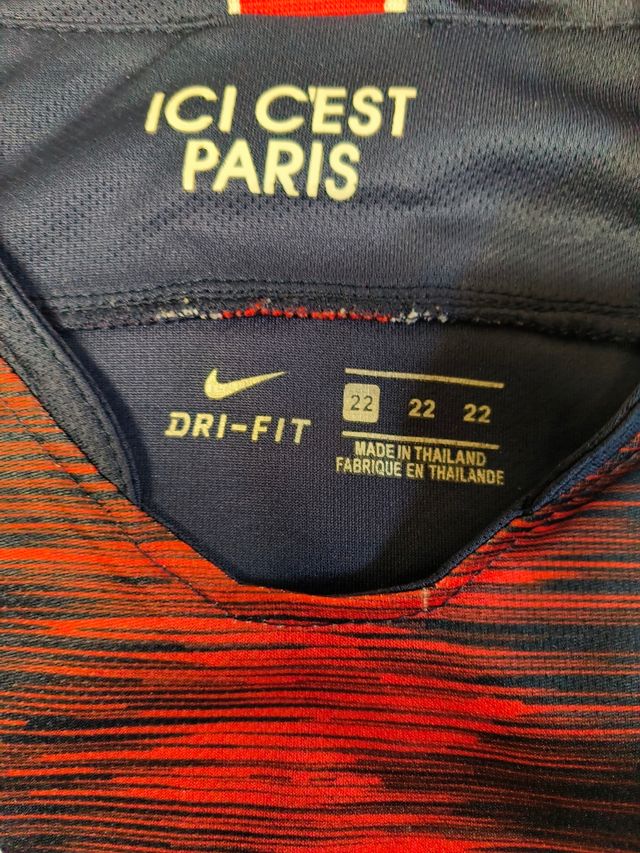 ICI C'EST
PARIS
DRI-FIT
22 22 22
MADE IN THAILAND
FABRIQUE EN THAILANDE